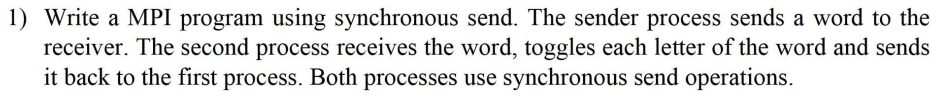 1) Write a MPI program using synchronous send. The sender process sends a word to the
receiver. The second process receives the word, toggles each letter of the word and sends
it back to the first process. Both processes use synchronous send operations.